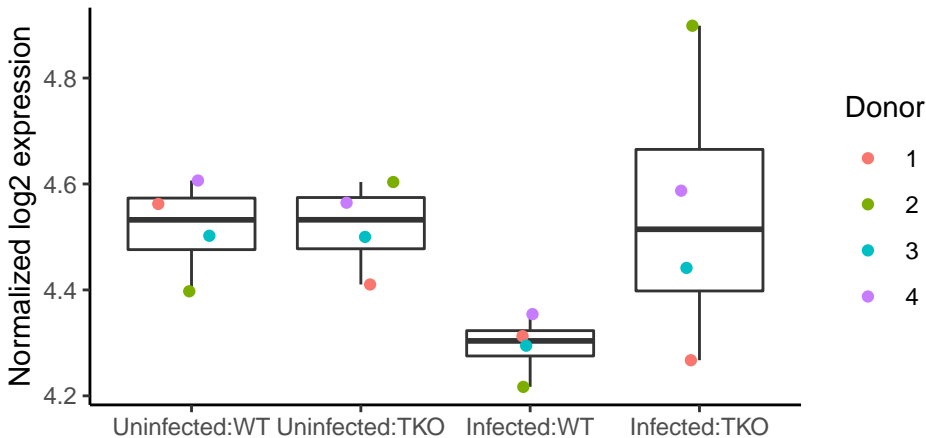 Normalized log2 expression
4.8
4.6
4.4
4.2
Uninfected:WT Uninfected:TKO Infected:WT Infected:TKO
Donor
1
2
3
4